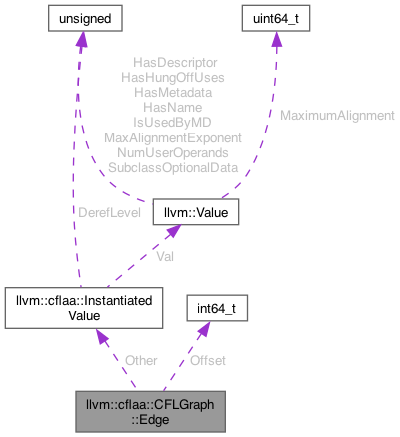 unsigned
uint64_t
HasDescriptor
HasHungOffUses
HasMetadata
HasName
IsUsedByMD
MaxAlignmentExponent
NumUserOperands
SubclassOptionalData
MaximumAlignment
DerefLevel
llvm::Value
Val
llvm::cflaa::Instantiated
Value
int64_t
Other
Offset
llvm::cflaa::CFLGraph
::Edge